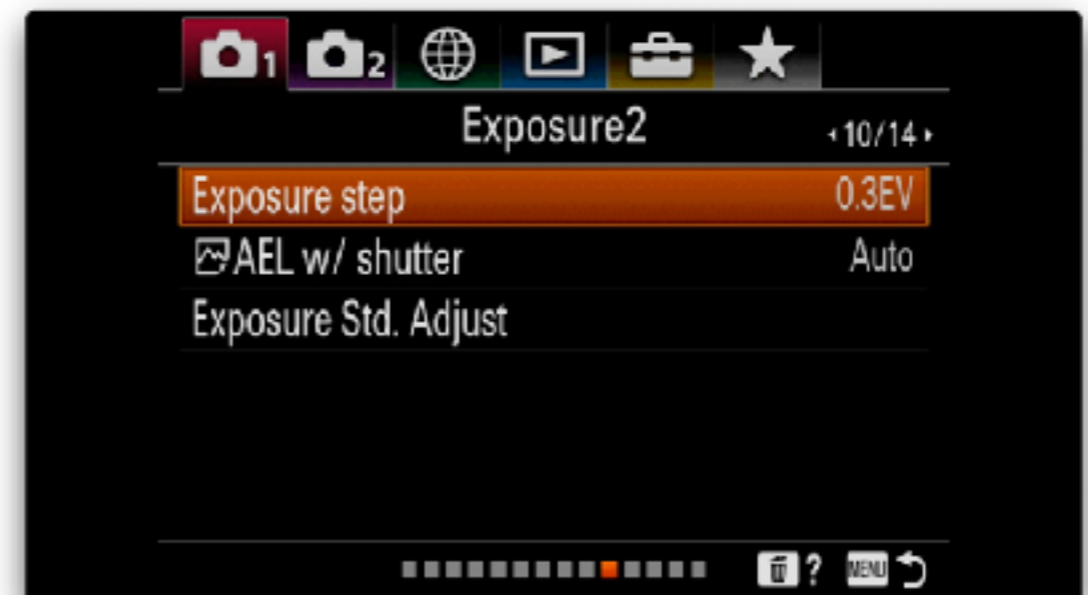 1 2
Exposure2 10/14
Exposure step 0.3EV
AEL w/ shutter Auto
Exposure Std. Adjust
? MENU